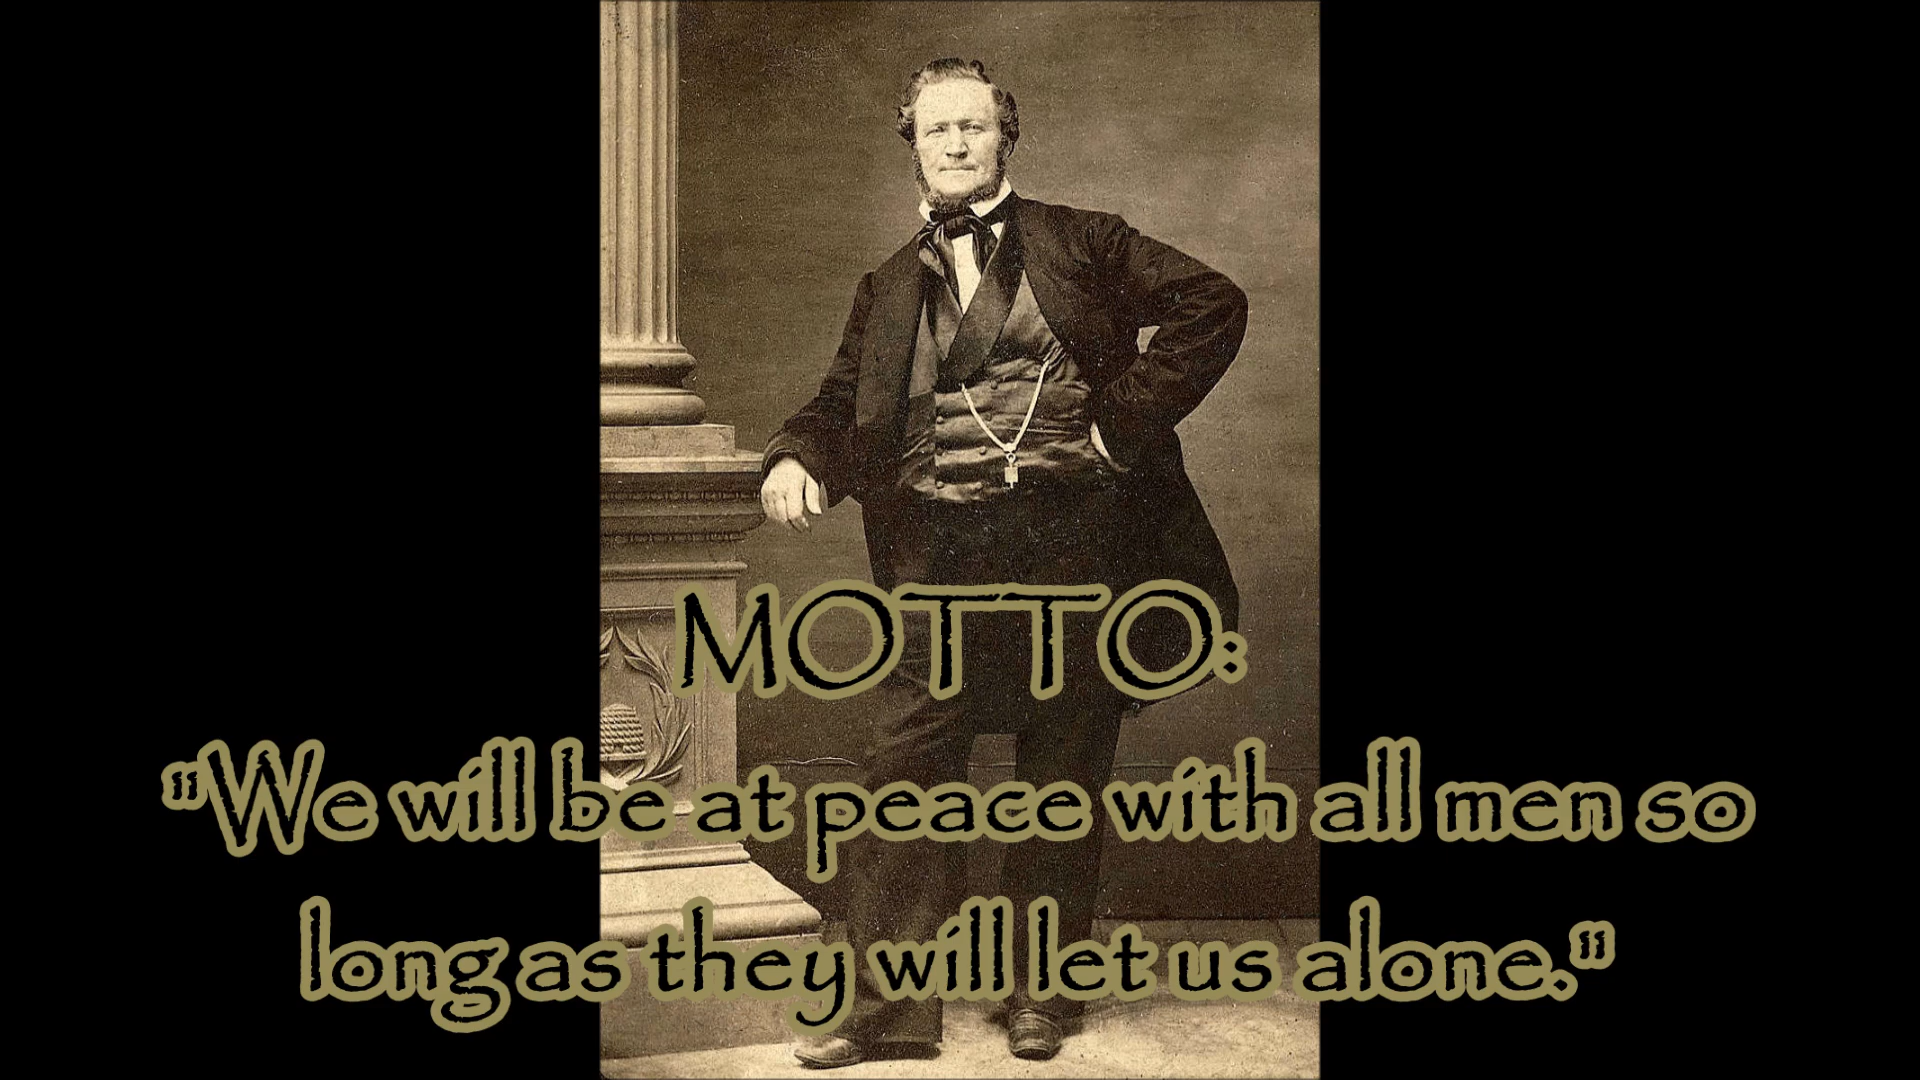 MOTTO:
"We will be at peace with all men so
long as they will let us alone."